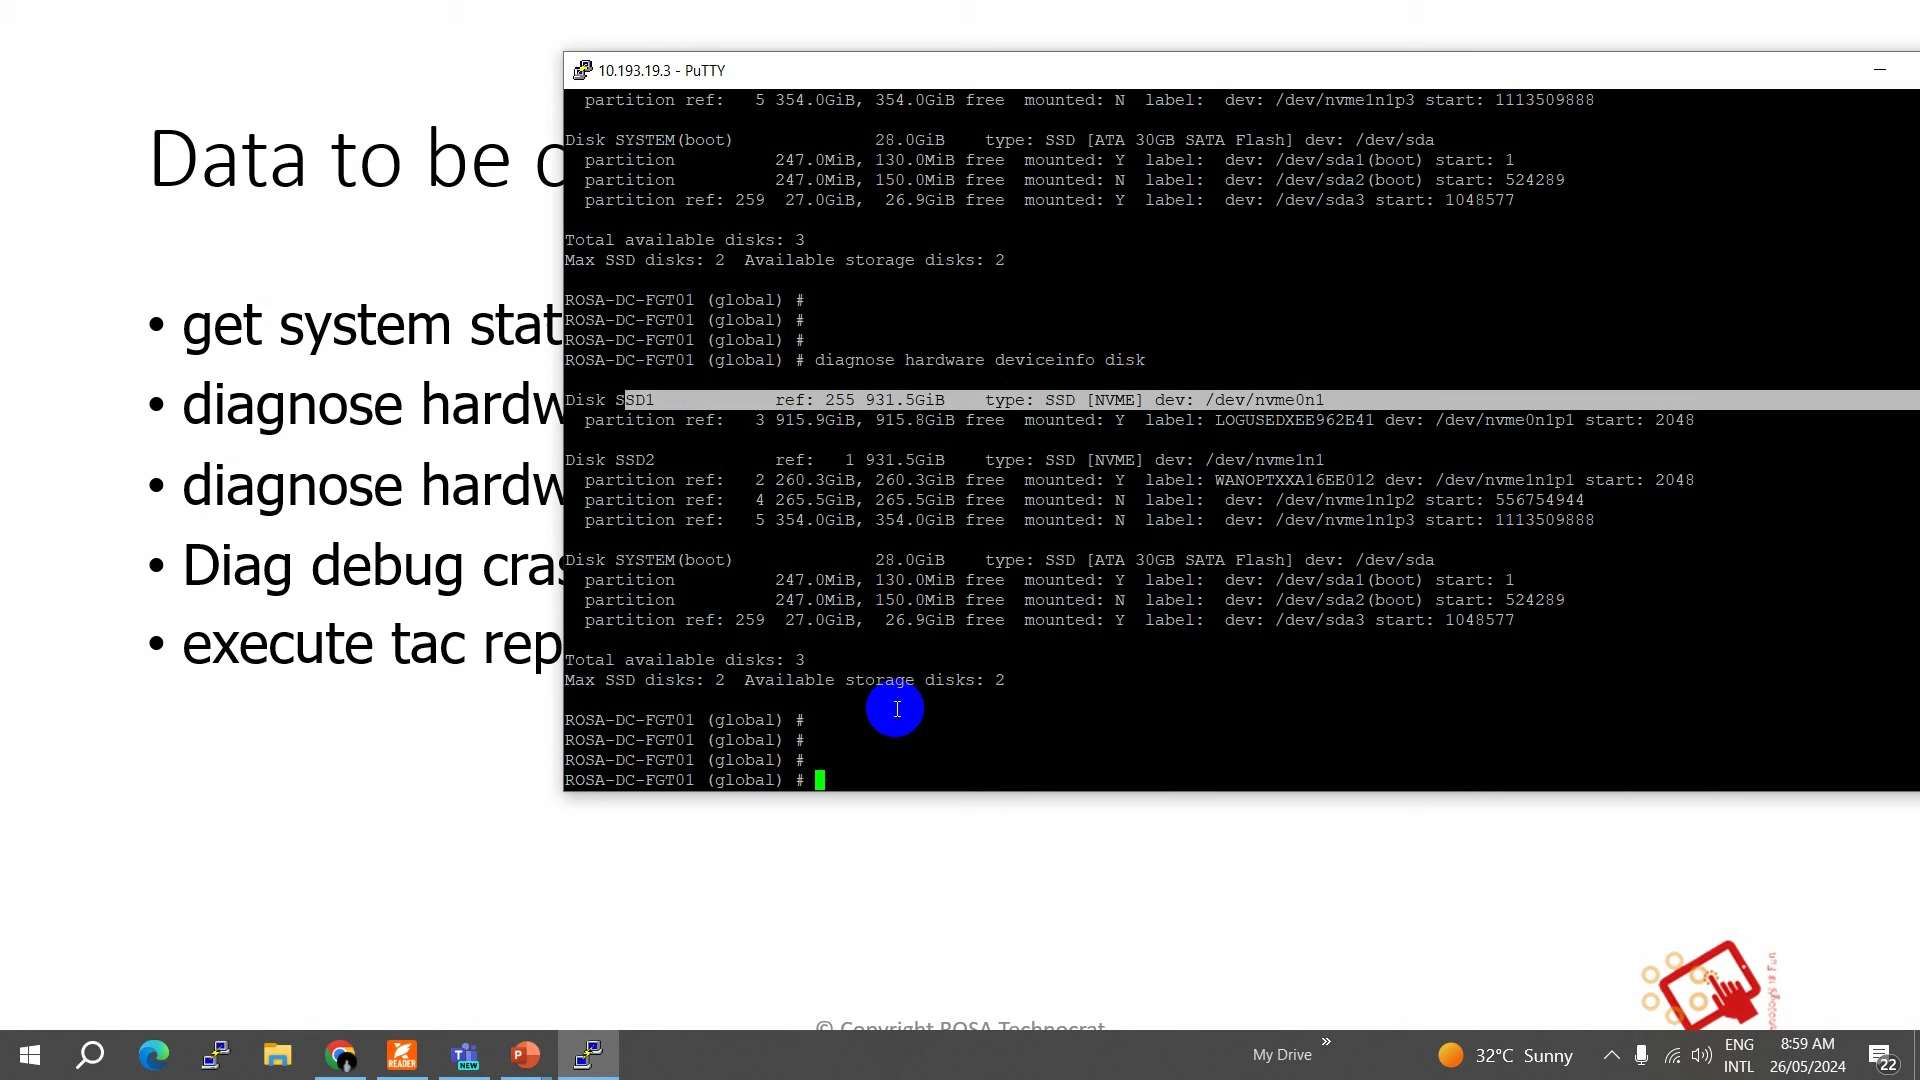 Data to be
10.193.19.3 - PuTTY
partition ref:   5 354.0GiB, 354.0GiB free  mounted: N  label:  dev: /dev/nvme1n1p3 start: 1113509888
Disk SYSTEM(boot)              28.0GiB    type: SSD [ATA 30GB SATA Flash] dev: /dev/sda
partition          247.0MiB, 130.0MiB free  mounted: Y  label:  dev: /dev/sda1(boot) start: 1
partition          247.0MiB, 150.0MiB free  mounted: N  label:  dev: /dev/sda2(boot) start: 524289
partition ref: 259  27.0GiB,  26.9GiB free  mounted: Y  label:  dev: /dev/sda3 start: 1048577
Total available disks: 3
Max SSD disks: 2  Available storage disks: 2
ROSA-DC-FGT01 (global) #
ROSA-DC-FGT01 (global) #
ROSA-DC-FGT01 (global) #
ROSA-DC-FGT01 (global) # diagnose hardware deviceinfo disk
Disk SSD1            ref: 255 931.5GiB    type: SSD [NVME] dev: /dev/nvme0n1
partition ref:   3 915.9GiB, 915.8GiB free  mounted: Y  label: LOGUSEDXEE962E41 dev: /dev/nvme0n1p1 start: 2048
Disk SSD2            ref:   1 931.5GiB    type: SSD [NVME] dev: /dev/nvme1n1
partition ref:   2 260.3GiB, 260.3GiB free  mounted: Y  label: WANOPTXXA16EE012 dev: /dev/nvme1n1p1 start: 2048
partition ref:   4 265.5GiB, 265.5GiB free  mounted: N  label:  dev: /dev/nvme1n1p2 start: 556754944
partition ref:   5 354.0GiB, 354.0GiB free  mounted: N  label:  dev: /dev/nvme1n1p3 start: 1113509888
Disk SYSTEM(boot)              28.0GiB    type: SSD [ATA 30GB SATA Flash] dev: /dev/sda
partition          247.0MiB, 130.0MiB free  mounted: Y  label:  dev: /dev/sda1(boot) start: 1
partition          247.0MiB, 150.0MiB free  mounted: N  label:  dev: /dev/sda2(boot) start: 524289
partition ref: 259  27.0GiB,  26.9GiB free  mounted: Y  label:  dev: /dev/sda3 start: 1048577
Total available disks: 3
Max SSD disks: 2  Available storage disks: 2
ROSA-DC-FGT01 (global) #
ROSA-DC-FGT01 (global) #
ROSA-DC-FGT01 (global) #
ROSA-DC-FGT01 (global) #
• get system stat
• diagnose hardw
• diagnose hardw
• Diag debug cras
• execute tac rep
© Copyright ROSA Technocrat
READER
NEW
My Drive
»
32°C Sunny
ENG
INTL
8:59 AM
26/05/2024
22